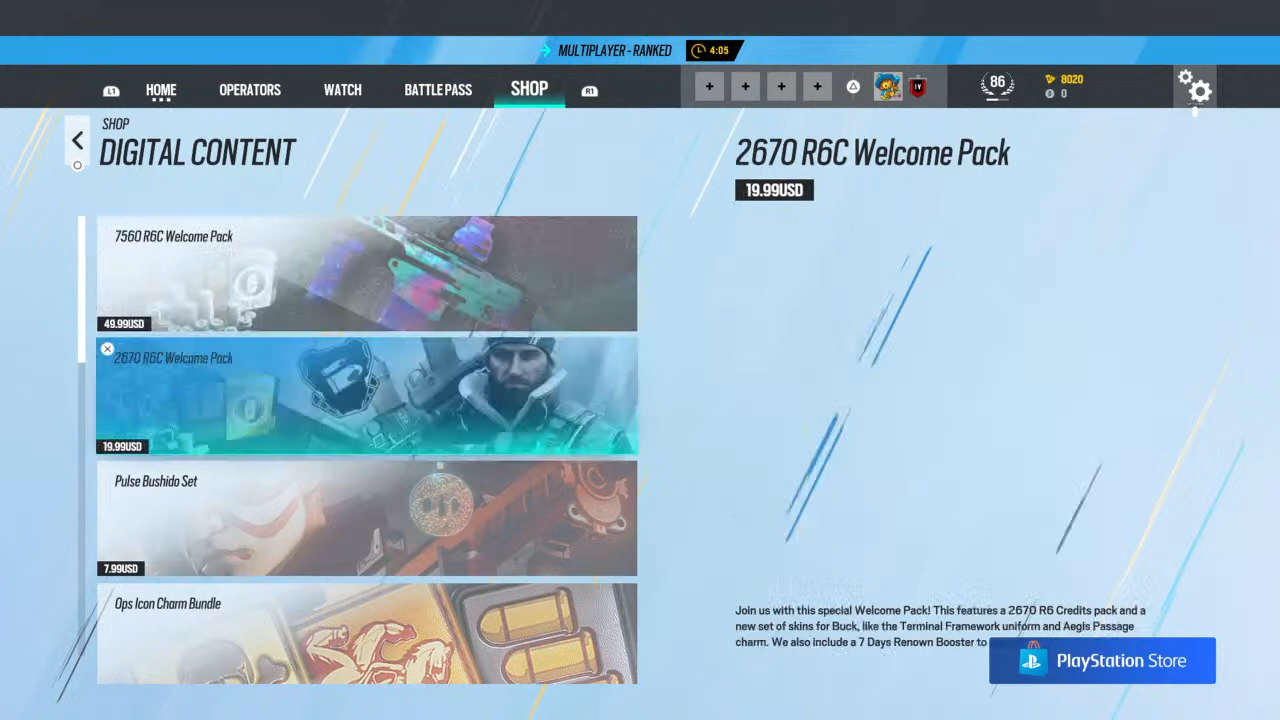 MULTIPLAYER - RANKED 4:05
L1 HOME OPERATORS WATCH BATTLE PASS SHOP R1
+ + + + IV 86 8020
0
SHOP
DIGITAL CONTENT
7560 R6C Welcome Pack
49.99USD
2670 R6C Welcome Pack
19.99USD
Pulse Bushido Set
7.99USD
Ops Icon Charm Bundle
2670 R6C Welcome Pack
19.99USD
Join us with this special Welcome Pack! This features a 2670 R6 Credits pack and a
new set of skins for Buck, like the Terminal Framework uniform and Aegis Passage
charm. We also include a 7 Days Renown Booster to
PlayStation Store